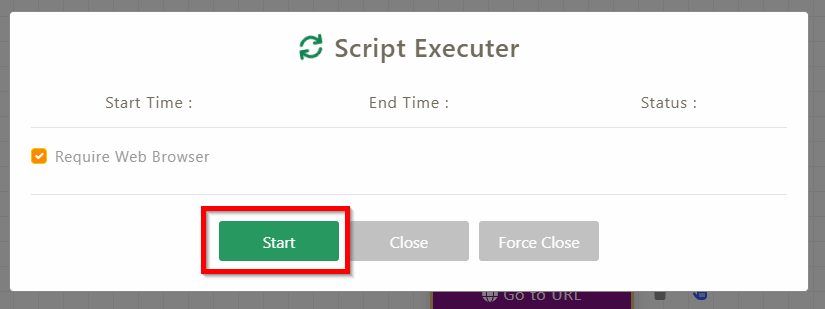 Script Executer
Start Time : End Time : Status :
Require Web Browser
Start Close Force Close
Go to URL